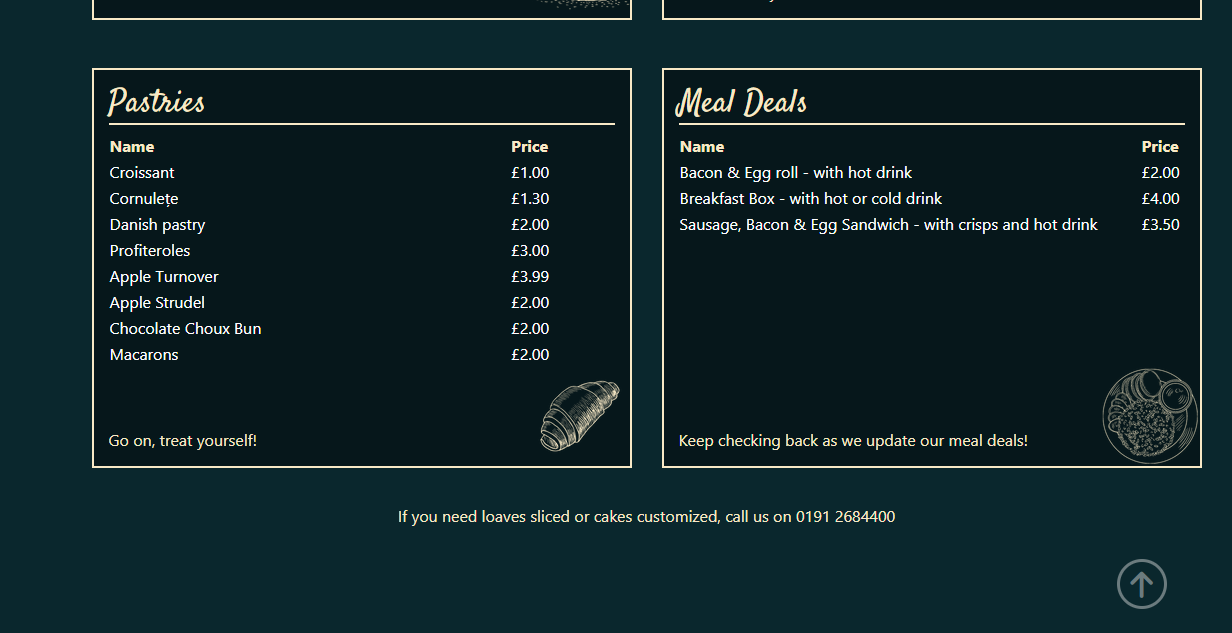 Pastries
Name Price
Croissant £1.00
Cornulețe £1.30
Danish pastry £2.00
Profiteroles £3.00
Apple Turnover £3.99
Apple Strudel £2.00
Chocolate Choux Bun £2.00
Macarons £2.00
Go on, treat yourself!
Meal Deals
Name Price
Bacon & Egg roll - with hot drink £2.00
Breakfast Box - with hot or cold drink £4.00
Sausage, Bacon & Egg Sandwich - with crisps and hot drink £3.50
Keep checking back as we update our meal deals!
If you need loaves sliced or cakes customized, call us on 0191 2684400